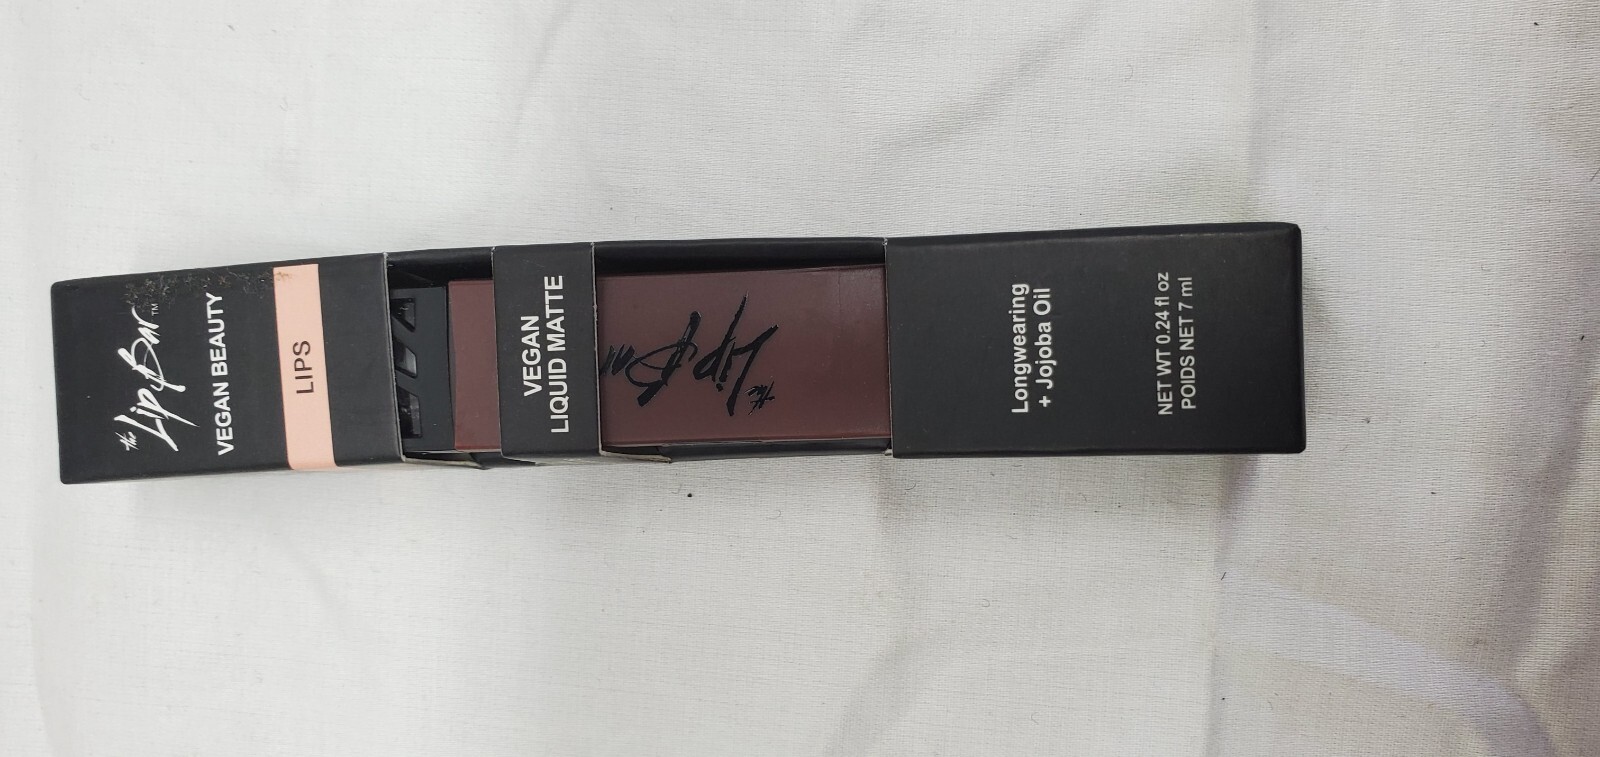 the
Lip Bar™
VEGAN BEAUTY
LIPS
VEGAN
LIQUID MATTE
the
Lip Bar
Longwearing
+ Jojoba Oil
NET WT 0.24 fl oz
POIDS NET 7 ml